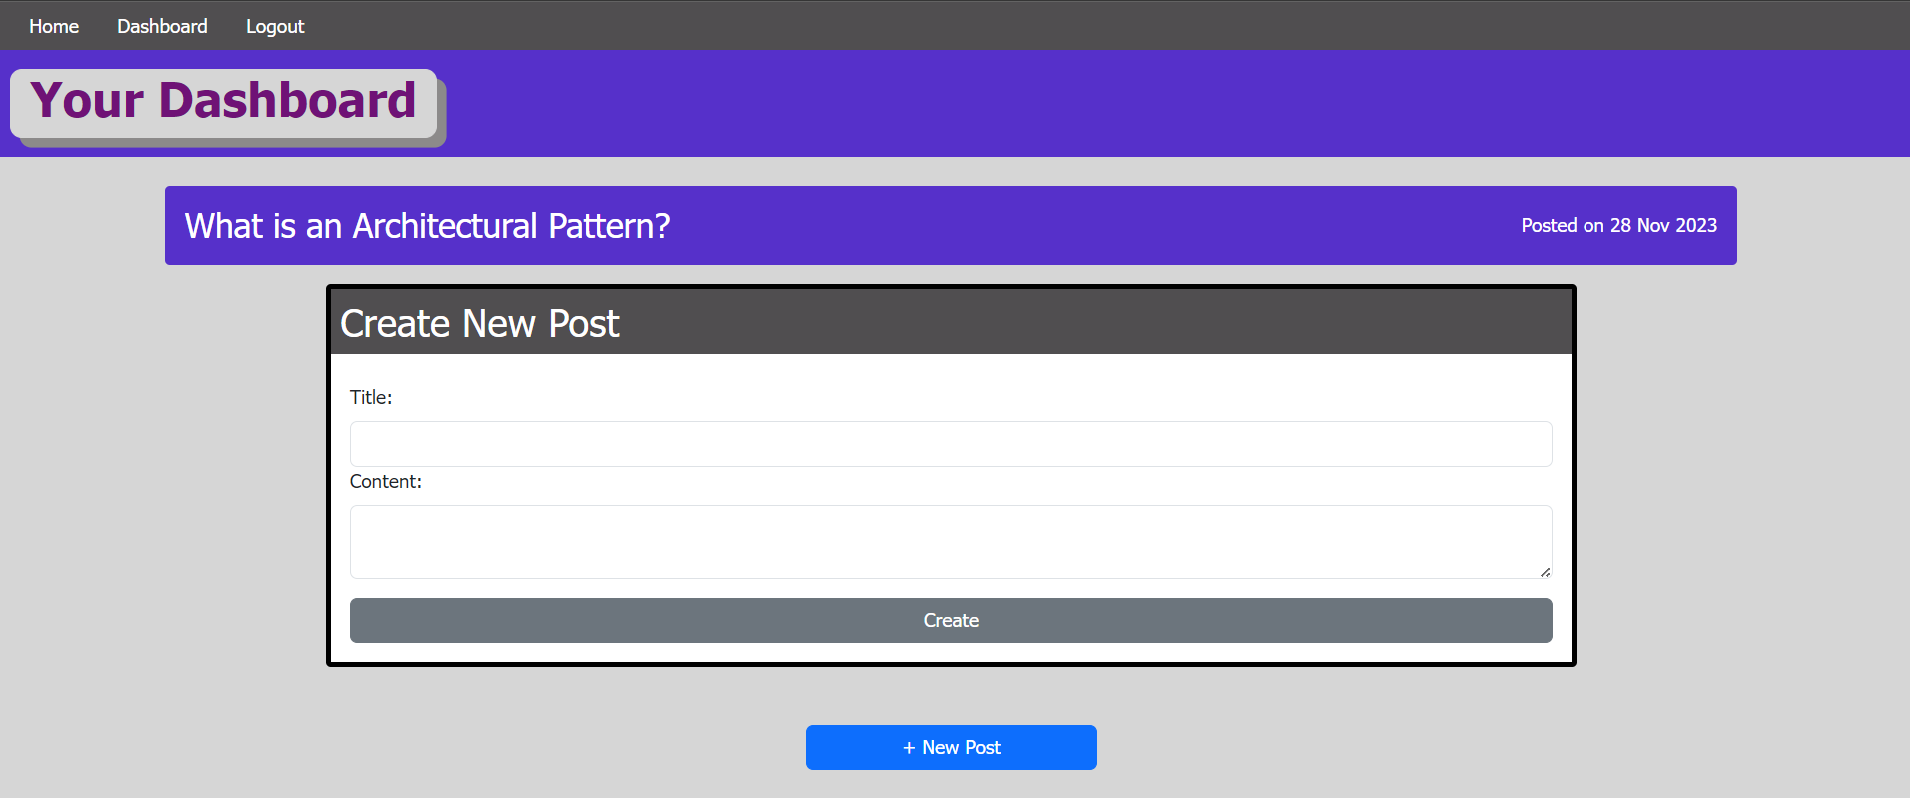 Home Dashboard Logout
Your Dashboard
What is an Architectural Pattern? Posted on 28 Nov 2023
Create New Post
Title:
Content:
Create
+ New Post